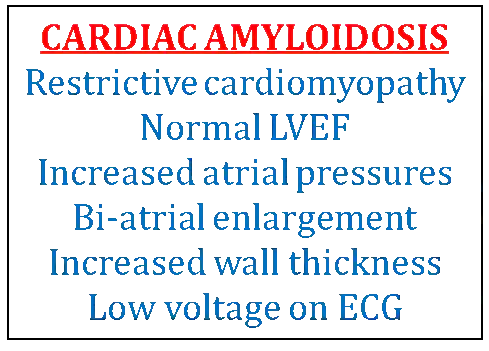 CARDIAC AMYLOIDOSIS
Restrictive cardiomyopathy
Normal LVEF
Increased atrial pressures
Bi-atrial enlargement
Increased wall thickness
Low voltage on ECG